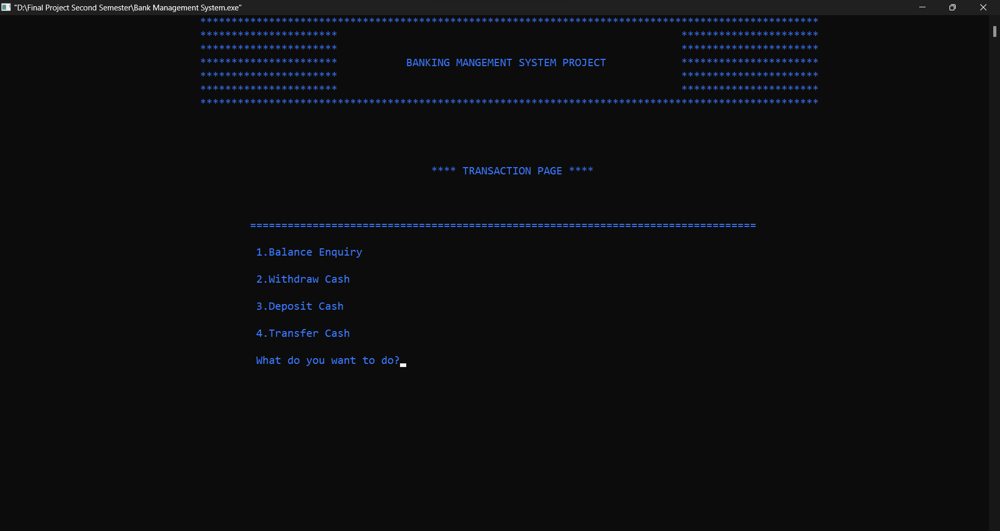 "D:\Final Project Second Semester\Bank Management System.exe"
***************************************************************************************************
**********************                                                       **********************
**********************                                                       **********************
**********************           BANKING MANGEMENT SYSTEM PROJECT            **********************
**********************                                                       **********************
**********************                                                       **********************
***************************************************************************************************
**** TRANSACTION PAGE ****
=================================================================================
1.Balance Enquiry
2.Withdraw Cash
3.Deposit Cash
4.Transfer Cash
What do you want to do?